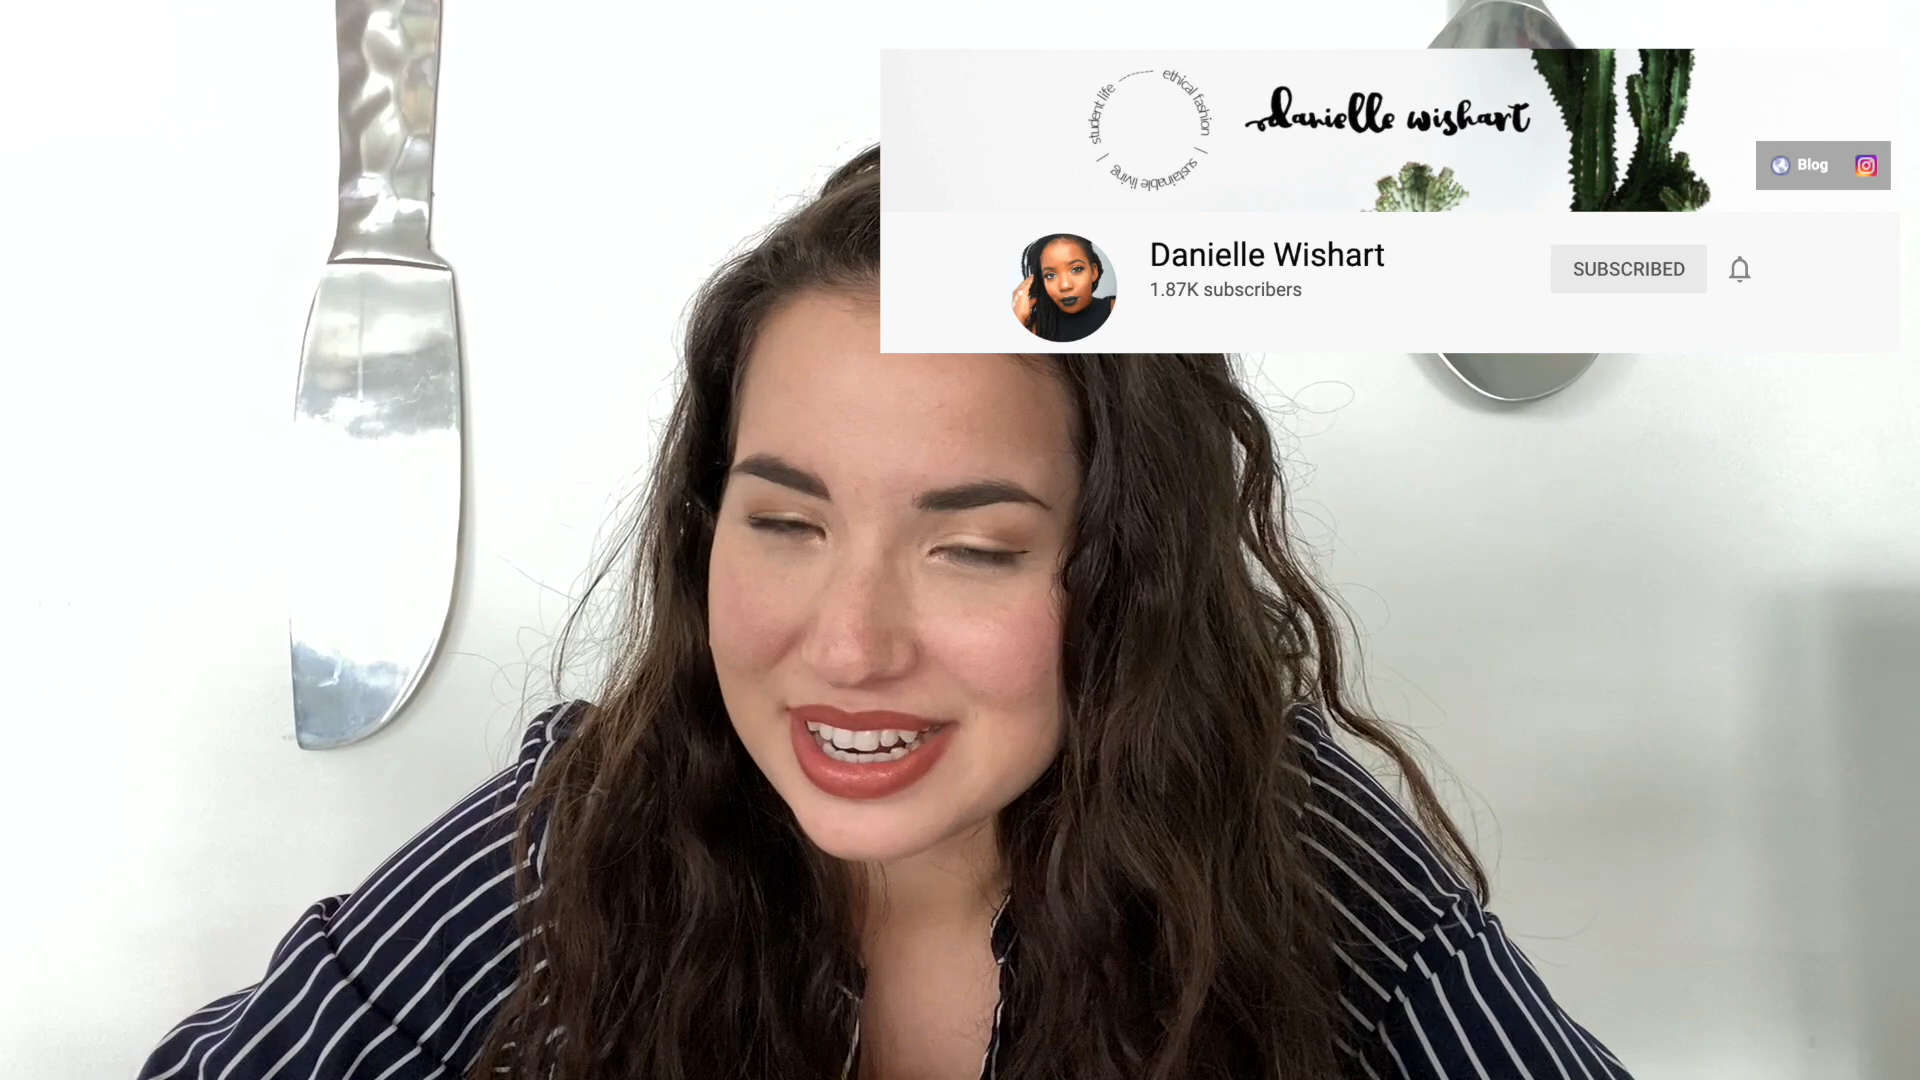 student life | ethical fashion | sustainable living
danielle wishart
Blog
Danielle Wishart
1.87K subscribers
SUBSCRIBED